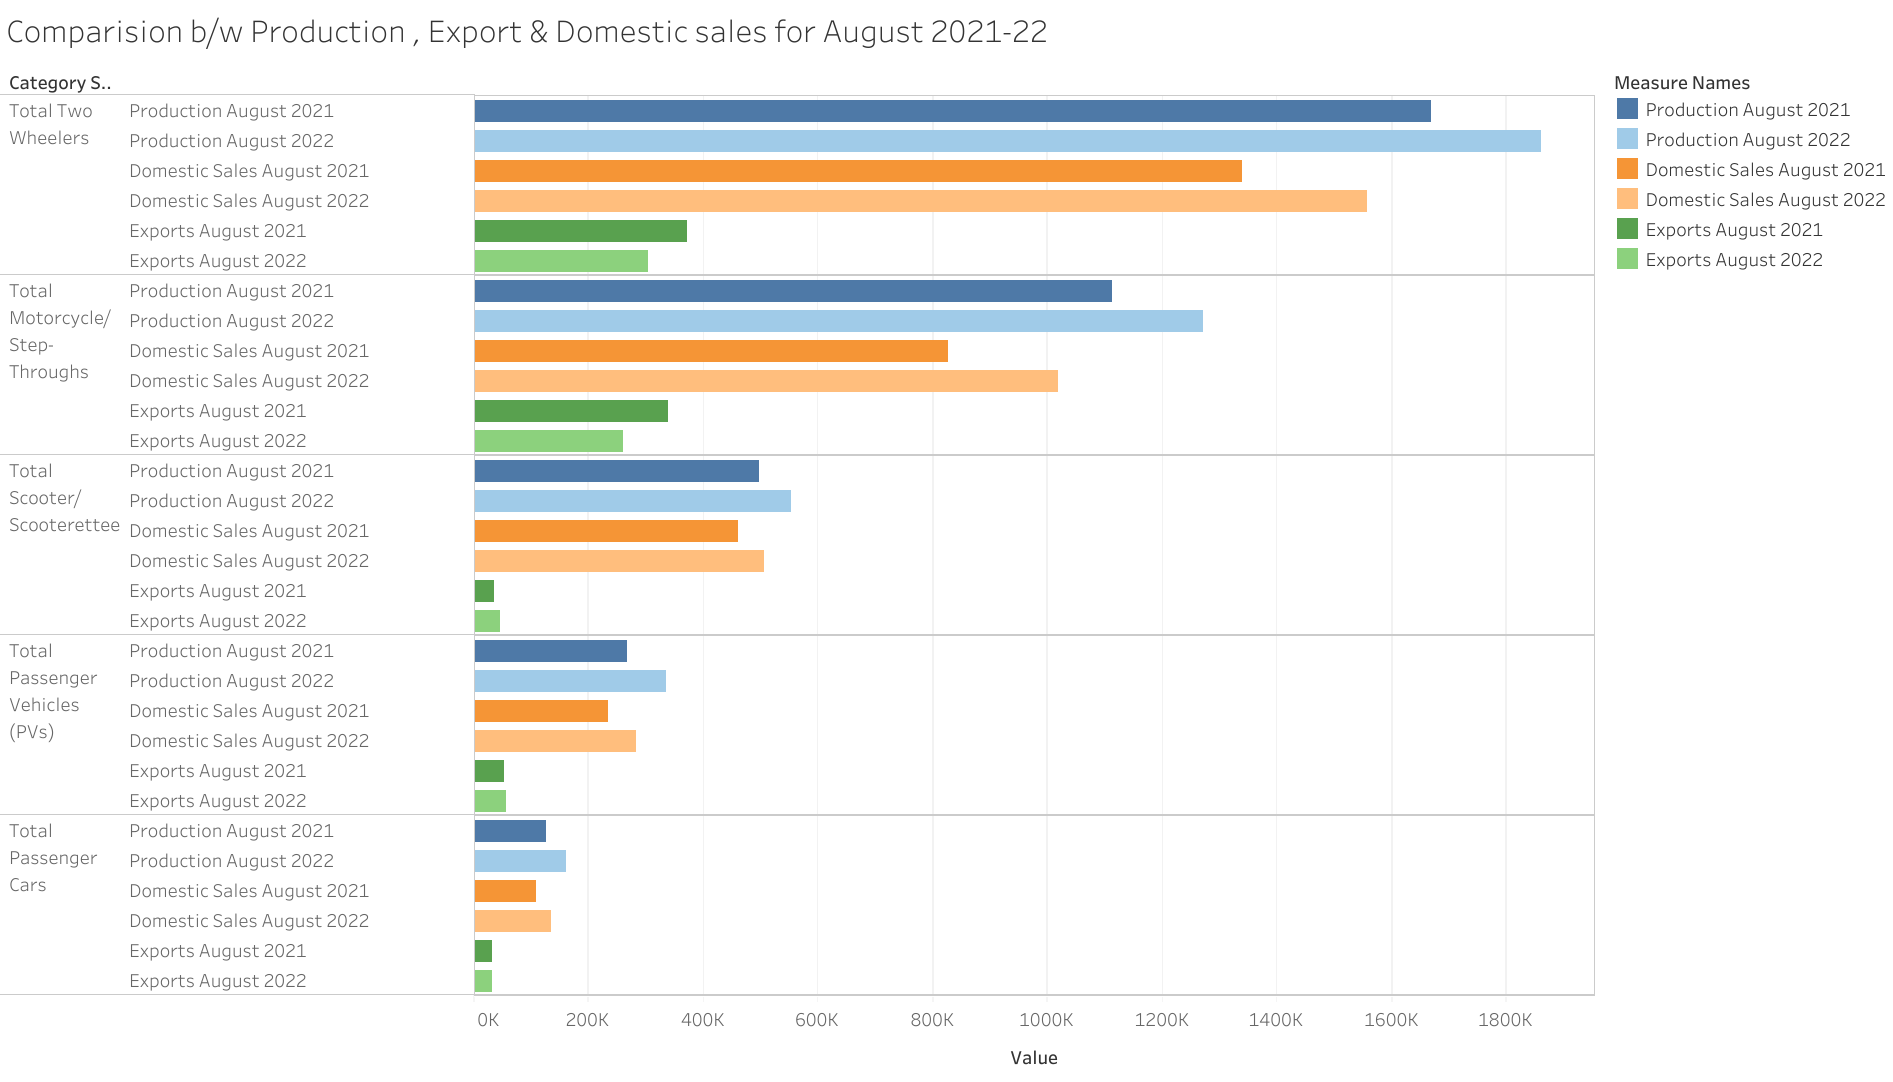 Comparision b/w Production , Export & Domestic sales for August 2021-22
Category S..
Total Two
Wheelers
Production August 2021
Production August 2022
Domestic Sales August 2021
Domestic Sales August 2022
Exports August 2021
Exports August 2022
Total
Motorcycle/
Step-
Throughs
Production August 2021
Production August 2022
Domestic Sales August 2021
Domestic Sales August 2022
Exports August 2021
Exports August 2022
Total
Scooter/
Scooterettee
Production August 2021
Production August 2022
Domestic Sales August 2021
Domestic Sales August 2022
Exports August 2021
Exports August 2022
Total
Passenger
Vehicles
(PVs)
Production August 2021
Production August 2022
Domestic Sales August 2021
Domestic Sales August 2022
Exports August 2021
Exports August 2022
Total
Passenger
Cars
Production August 2021
Production August 2022
Domestic Sales August 2021
Domestic Sales August 2022
Exports August 2021
Exports August 2022
0K 200K 400K 600K 800K 1000K 1200K 1400K 1600K 1800K
Value
Measure Names
Production August 2021
Production August 2022
Domestic Sales August 2021
Domestic Sales August 2022
Exports August 2021
Exports August 2022